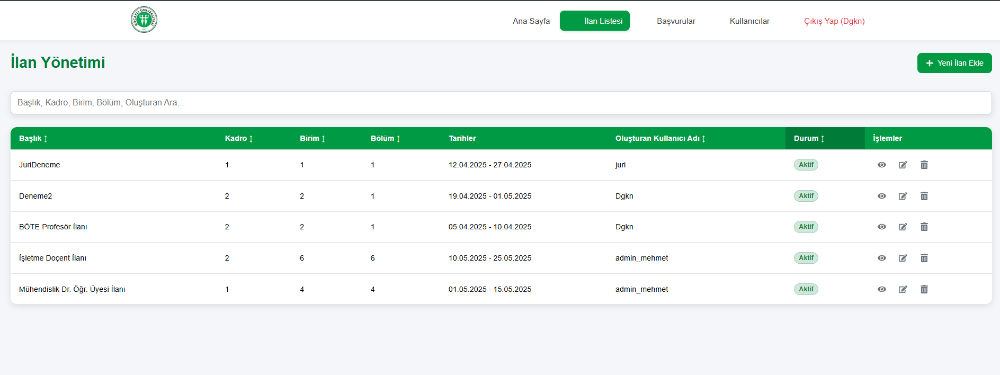 KOCAELİ ÜNİVERSİTESİ
Ana Sayfa İlan Listesi Başvurular Kullanıcılar Çıkış Yap (Dgkn)
İlan Yönetimi
+ Yeni İlan Ekle
Başlık, Kadro, Birim, Bölüm, Oluşturan Ara...
Başlık ↕ Kadro ↕ Birim ↕ Bölüm ↕ Tarihler Oluşturan Kullanıcı Adı ↕ Durum ↕ İşlemler
JuriDeneme 1 1 1 12.04.2025 - 27.04.2025 juri Aktif
Deneme2 2 2 1 19.04.2025 - 01.05.2025 Dgkn Aktif
BÖTE Profesör İlanı 2 2 1 05.04.2025 - 10.04.2025 Dgkn Aktif
İşletme Doçent İlanı 2 6 6 10.05.2025 - 25.05.2025 admin_mehmet Aktif
Mühendislik Dr. Öğr. Üyesi İlanı 1 4 4 01.05.2025 - 15.05.2025 admin_mehmet Aktif